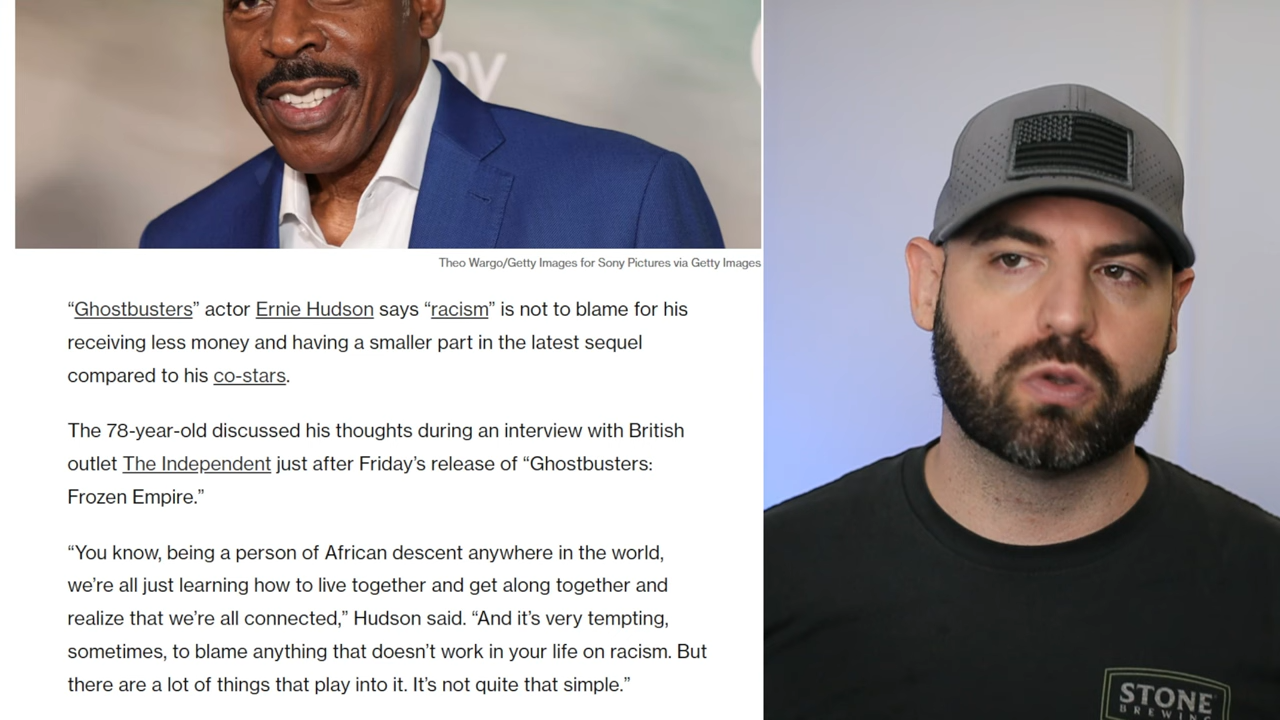 by
Theo Wargo/Getty Images for Sony Pictures via Getty Images
“Ghostbusters” actor Ernie Hudson says “racism” is not to blame for his
receiving less money and having a smaller part in the latest sequel
compared to his co-stars.
The 78-year-old discussed his thoughts during an interview with British
outlet The Independent just after Friday’s release of “Ghostbusters:
Frozen Empire.”
“You know, being a person of African descent anywhere in the world,
we’re all just learning how to live together and get along together and
realize that we’re all connected,” Hudson said. “And it’s very tempting,
sometimes, to blame anything that doesn’t work in your life on racism. But
there are a lot of things that play into it. It’s not quite that simple.”
STONE